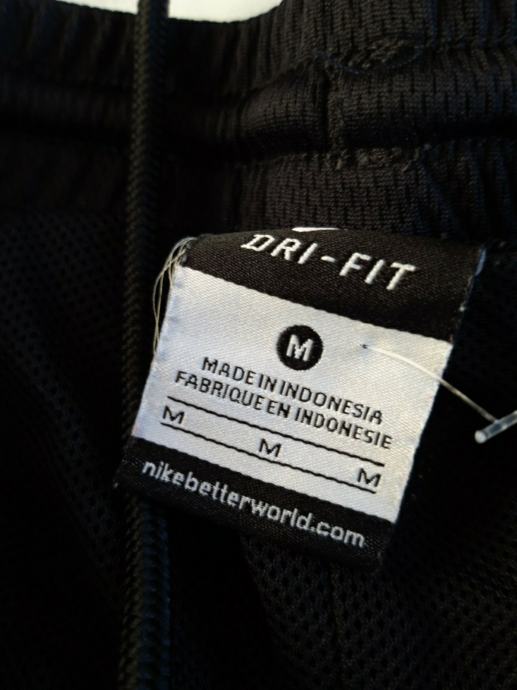 DRI-FIT
M
MADE IN INDONESIA
FABRIQUE EN INDONESIE
M M M
nikebetterworld.com